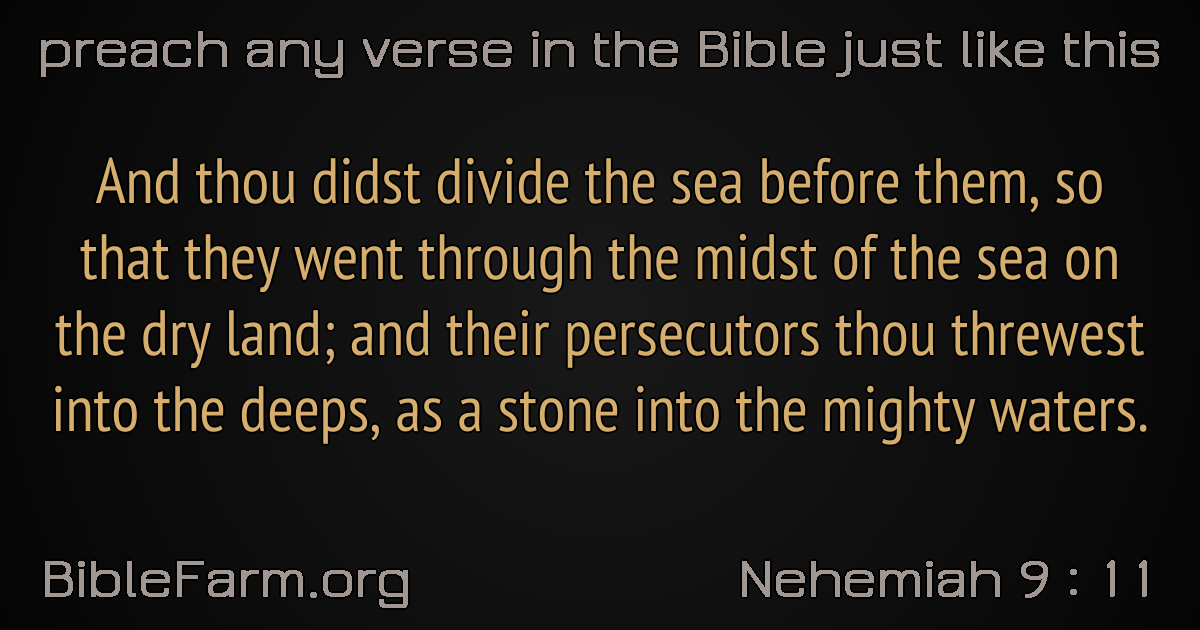 preach any verse in the Bible just like this
And thou didst divide the sea before them, so
that they went through the midst of the sea on
the dry land; and their persecutors thou threwest
into the deeps, as a stone into the mighty waters.
BibleFarm.org
Nehemiah 9 : 11